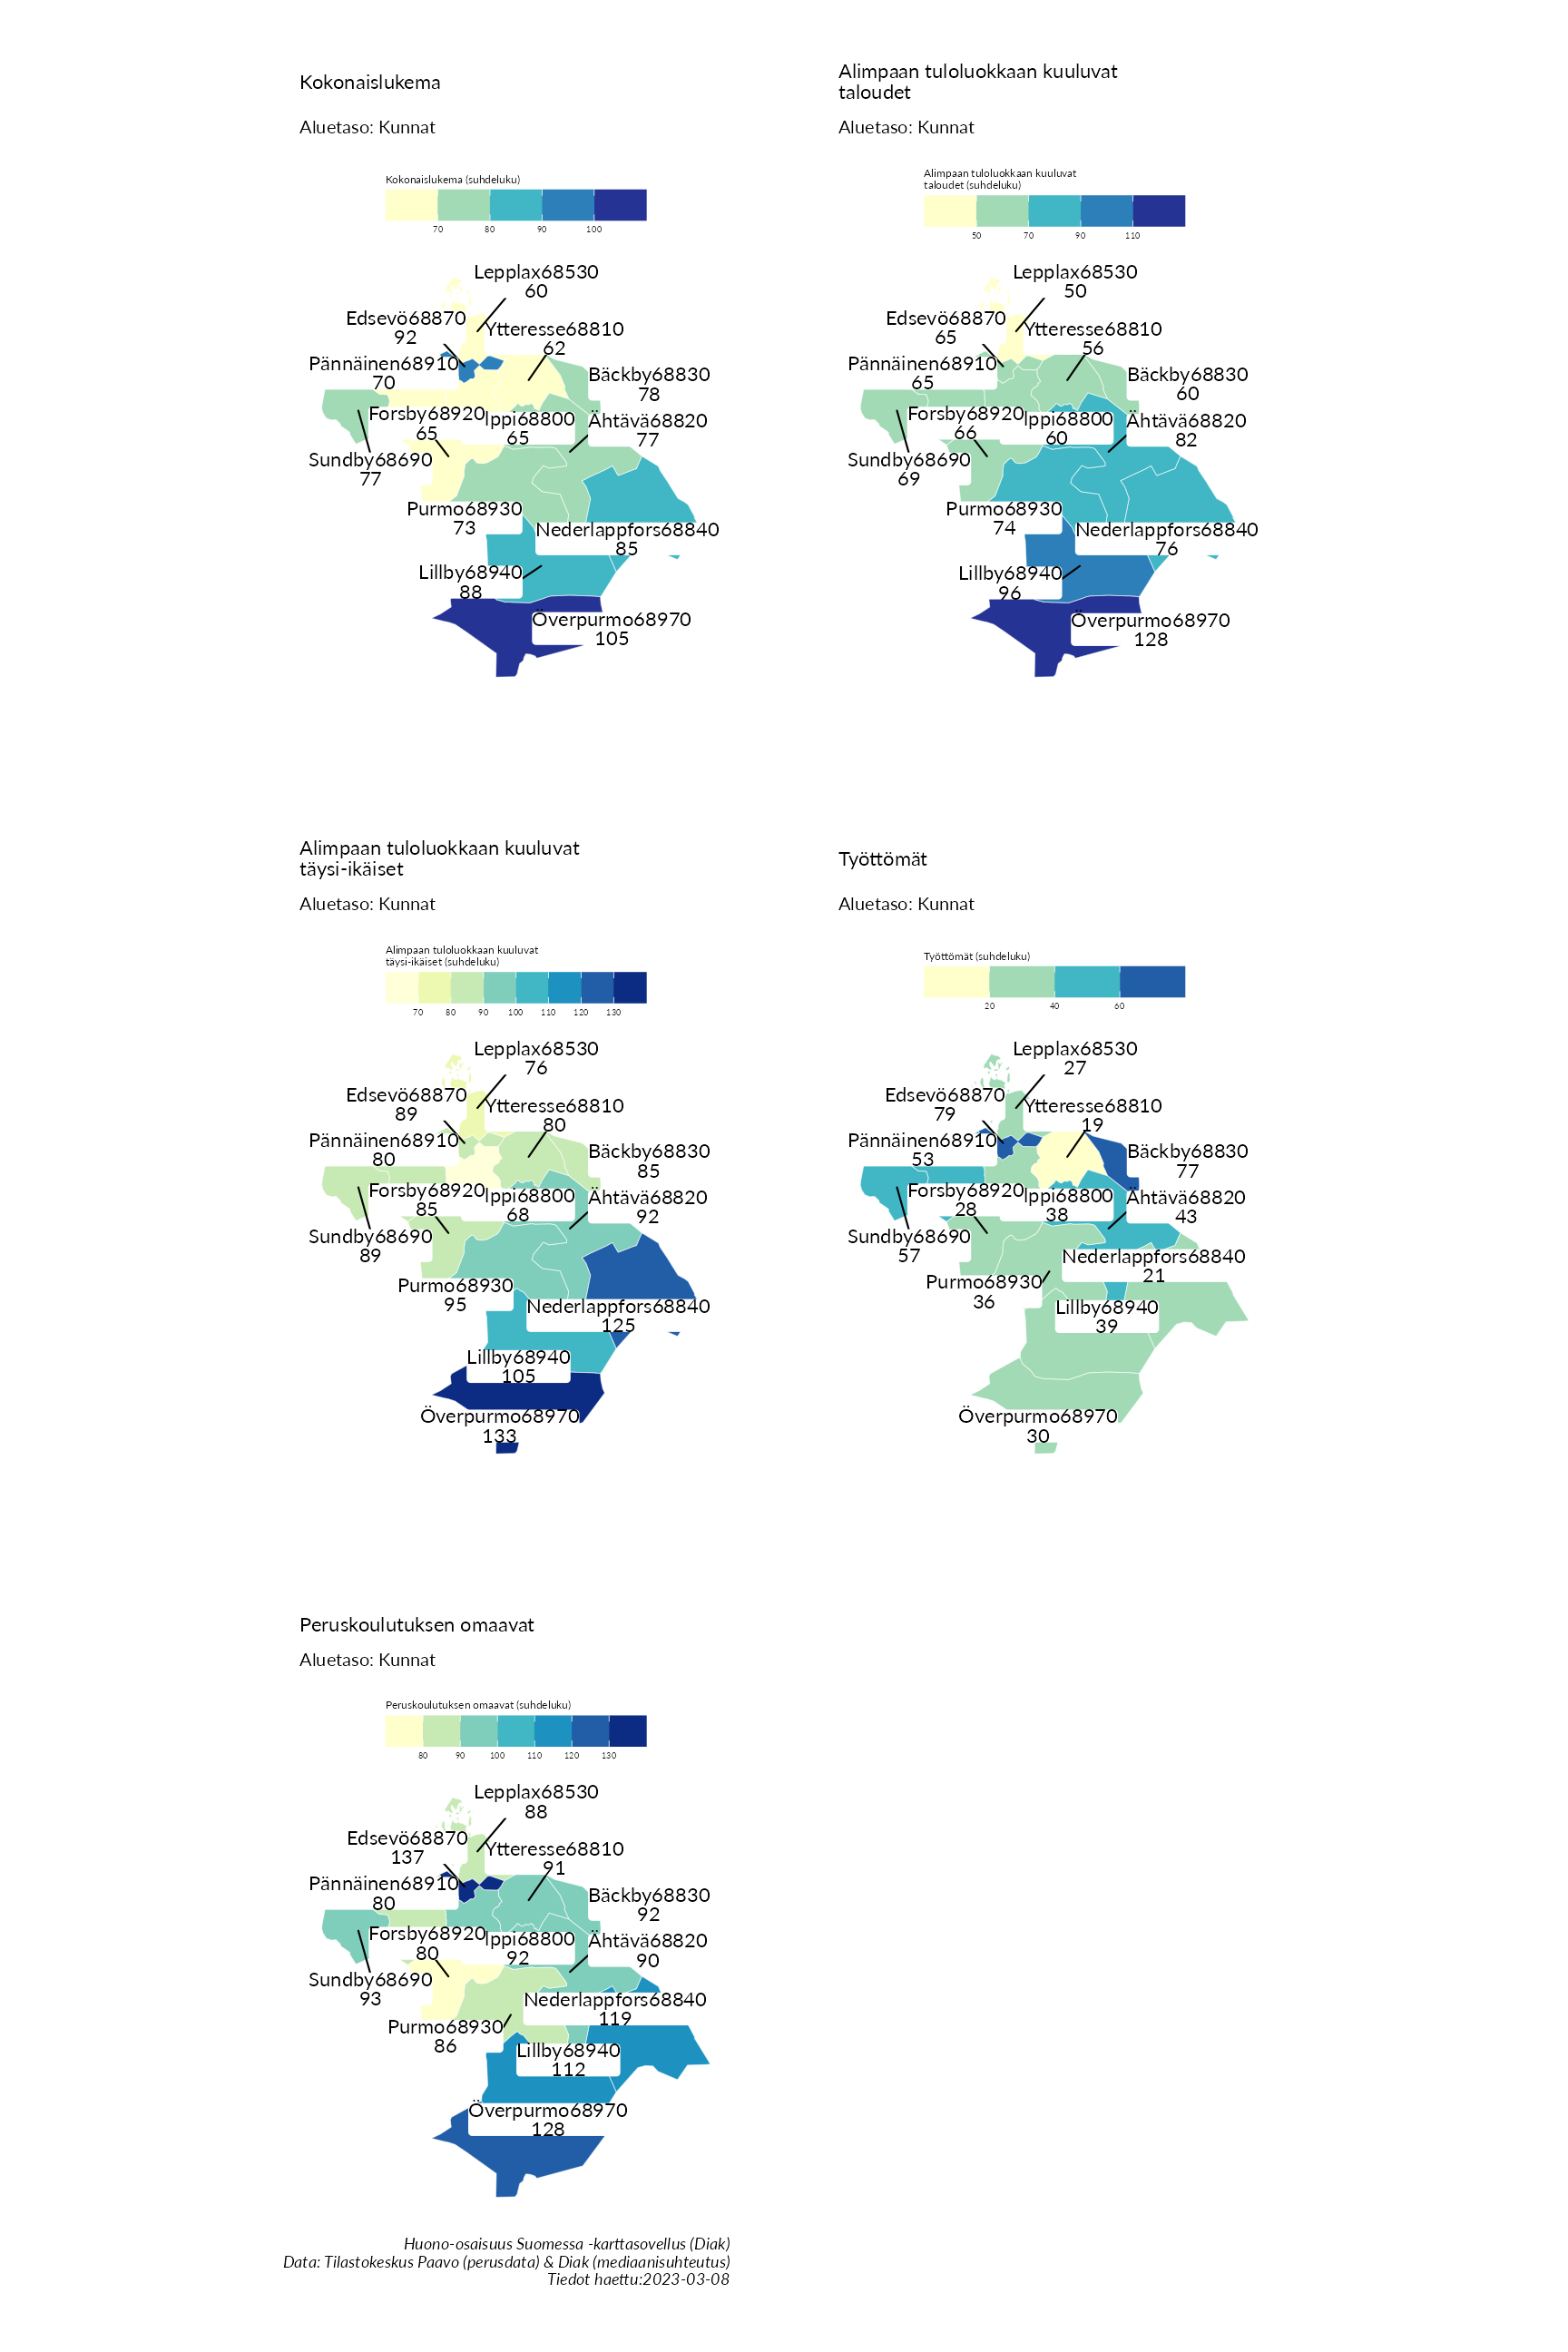 Kokonaislukema
Aluetaso: Kunnat
Kokonaislukema (suhdeluku)
70 80 90 100
Lepplax68530
60
Edsevö68870
92
Ytteresse68810
62
Pännäinen68910
70
Bäckby68830
78
Forsby68920
65
Ippi68800
65
Ähtävä68820
77
Sundby68690
77
Purmo68930
73
Nederlappfors68840
85
Lillby68940
88
Överpurmo68970
105
Alimpaan tuloluokkaan kuuluvat
taloudet
Aluetaso: Kunnat
Alimpaan tuloluokkaan kuuluvat
taloudet (suhdeluku)
50 70 90 110
Lepplax68530
50
Edsevö68870
65
Ytteresse68810
56
Pännäinen68910
65
Bäckby68830
60
Forsby68920
66
Ippi68800
60
Ähtävä68820
82
Sundby68690
69
Purmo68930
74
Nederlappfors68840
76
Lillby68940
96
Överpurmo68970
128
Alimpaan tuloluokkaan kuuluvat
täysi-ikäiset
Aluetaso: Kunnat
Alimpaan tuloluokkaan kuuluvat
täysi-ikäiset (suhdeluku)
70 80 90 100 110 120 130
Lepplax68530
76
Edsevö68870
89
Ytteresse68810
80
Pännäinen68910
80
Bäckby68830
85
Forsby68920
85
Ippi68800
68
Ähtävä68820
92
Sundby68690
89
Purmo68930
95
Nederlappfors68840
125
Lillby68940
105
Överpurmo68970
133
Työttömät
Aluetaso: Kunnat
Työttömät (suhdeluku)
20 40 60
Lepplax68530
27
Edsevö68870
79
Ytteresse68810
19
Pännäinen68910
53
Bäckby68830
77
Forsby68920
28
Ippi68800
38
Ähtävä68820
43
Sundby68690
57
Nederlappfors68840
21
Purmo68930
36
Lillby68940
39
Överpurmo68970
30
Peruskoulutuksen omaavat
Aluetaso: Kunnat
Peruskoulutuksen omaavat (suhdeluku)
80 90 100 110 120 130
Lepplax68530
88
Edsevö68870
137
Ytteresse68810
91
Pännäinen68910
80
Bäckby68830
92
Forsby68920
80
Ippi68800
92
Ähtävä68820
90
Sundby68690
93
Nederlappfors68840
119
Purmo68930
86
Lillby68940
112
Överpurmo68970
128
Huono-osaisuus Suomessa -karttasovellus (Diak)
Data: Tilastokeskus Paavo (perusdata) & Diak (mediaanisuhteutus)
Tiedot haettu:2023-03-08